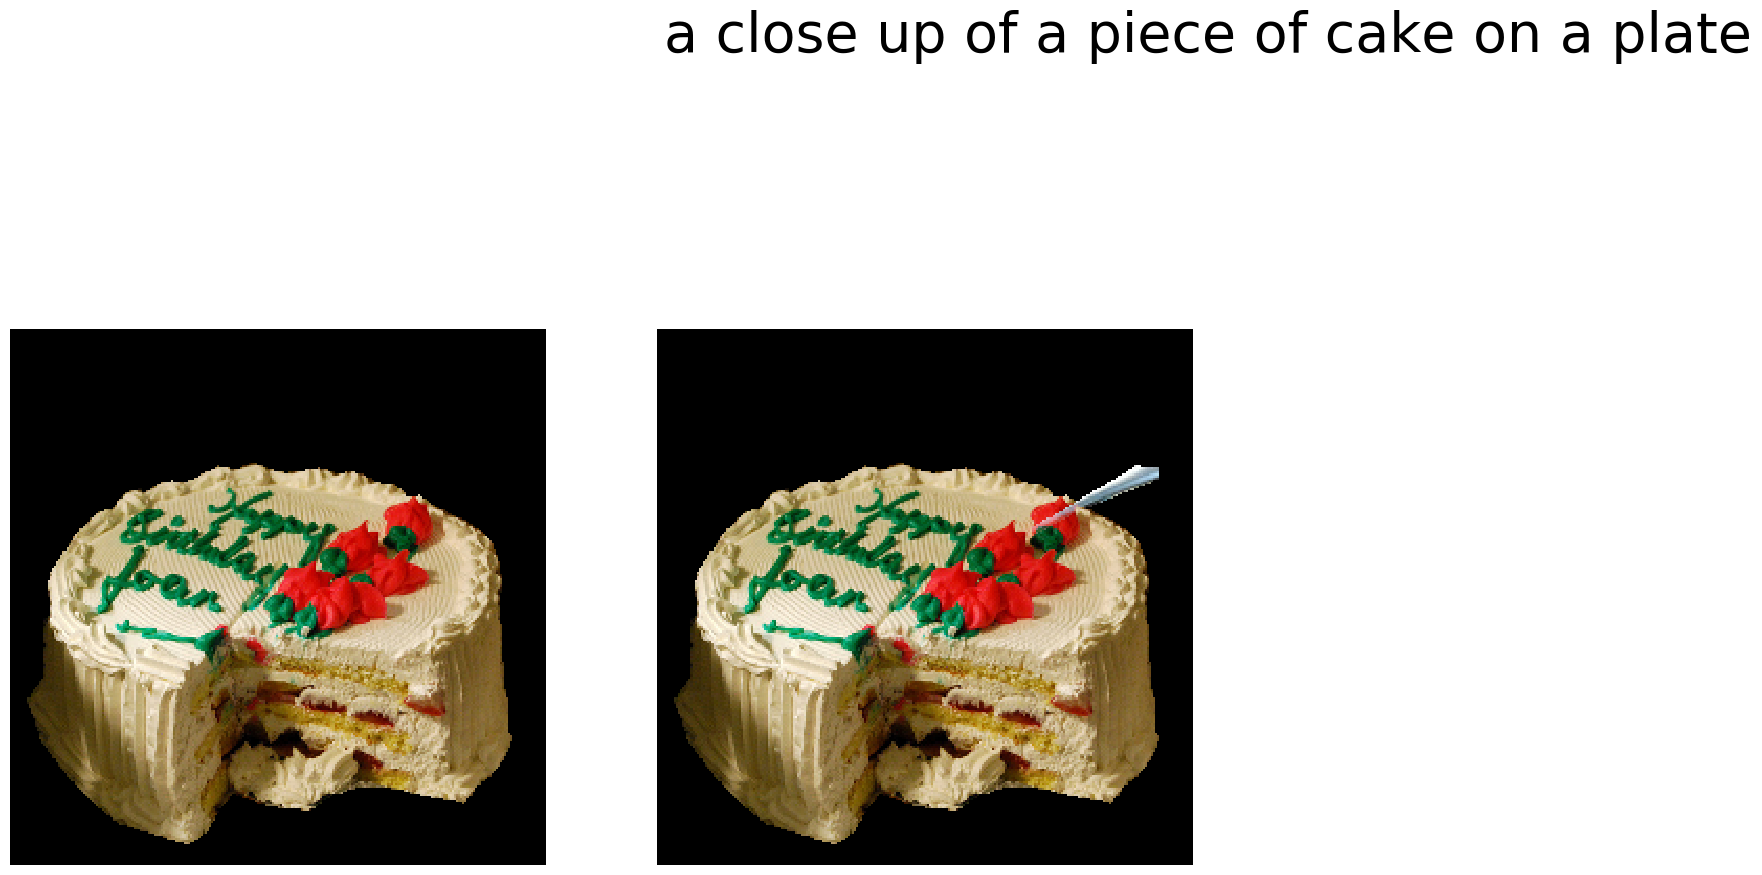 a close up of a piece of cake on a plate
Happy
Birthday
Joan
Happy
Birthday
Joan